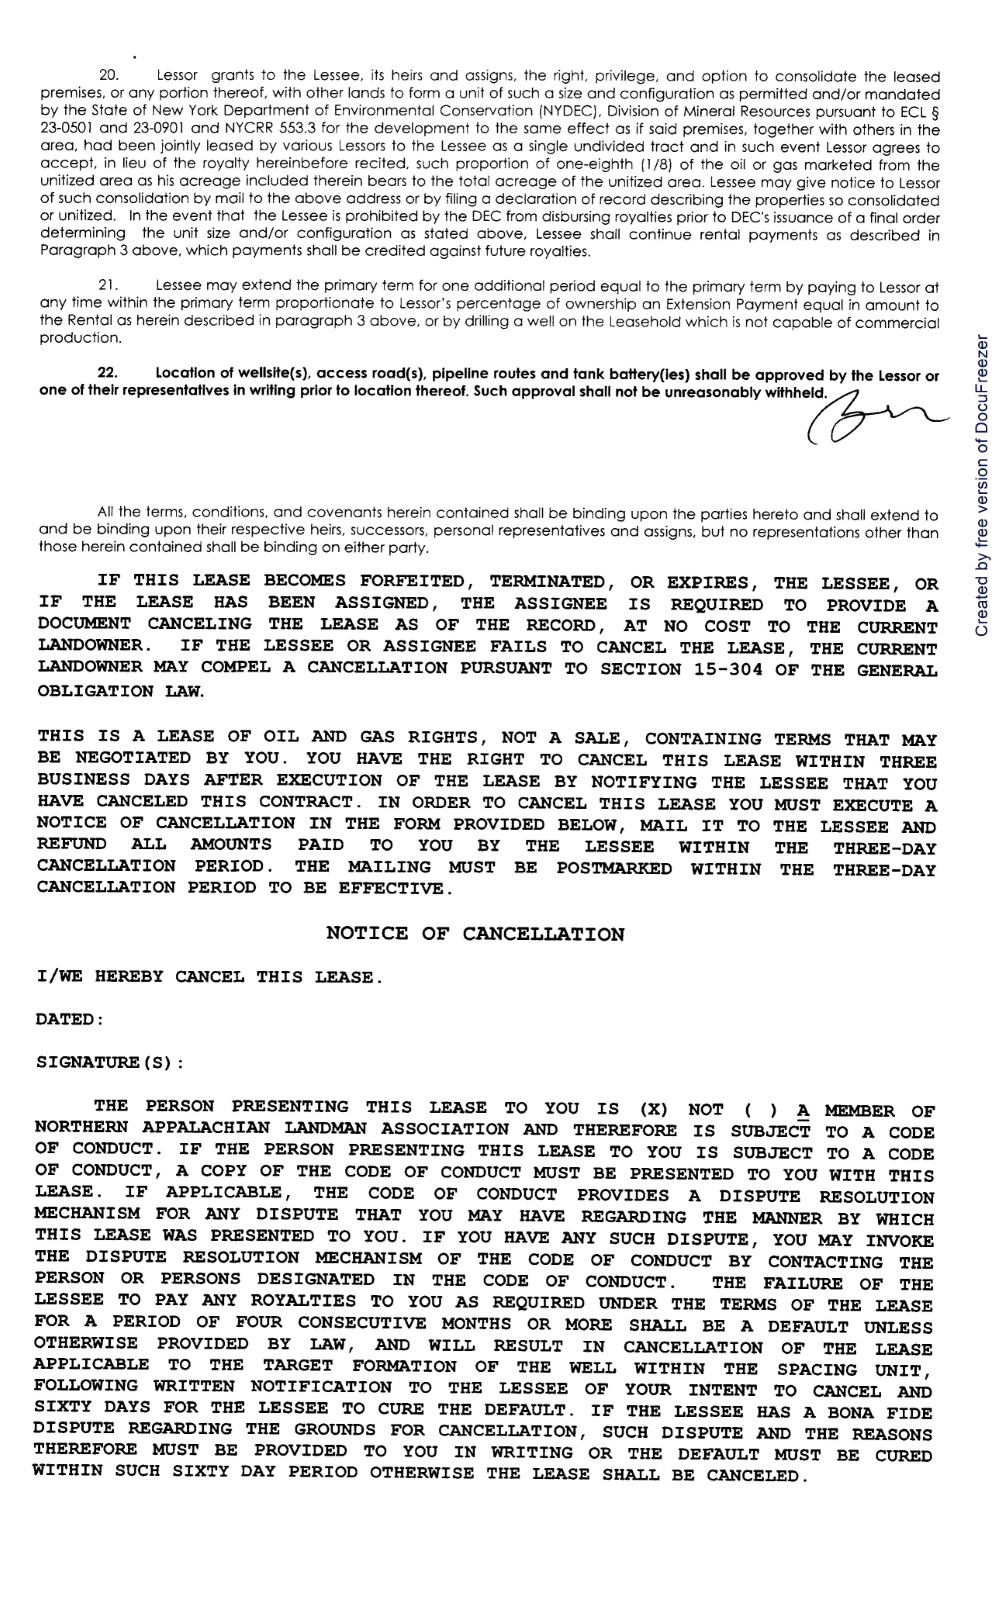 20. Lessor grants to the Lessee, its heirs and assigns, the right, privilege, and option to consolidate the leased
premises, or any portion thereof, with other lands to form a unit of such a size and configuration as permitted and/or mandated
by the State of New York Department of Environmental Conservation (NYDEC), Division of Mineral Resources pursuant to ECL §
23-0501 and 23-0901 and NYCRR 553.3 for the development to the same effect as if said premises, together with others in the
area, had been jointly leased by various Lessors to the Lessee as a single undivided tract and in such event Lessor agrees to
accept, in lieu of the royalty hereinbefore recited, such proportion of one-eighth (1/8) of the oil or gas marketed from the
unitized area as his acreage included therein bears to the total acreage of the unitized area. Lessee may give notice to Lessor
of such consolidation by mail to the above address or by filing a declaration of record describing the properties so consolidated
or unitized. In the event that the Lessee is prohibited by the DEC from disbursing royalties prior to DEC's issuance of a final order
determining the unit size and/or configuration as stated above, Lessee shall continue rental payments as described in
Paragraph 3 above, which payments shall be credited against future royalties.
21. Lessee may extend the primary term for one additional period equal to the primary term by paying to Lessor at
any time within the primary term proportionate to Lessor's percentage of ownership an Extension Payment equal in amount to
the Rental as herein described in paragraph 3 above, or by drilling a well on the Leasehold which is not capable of commercial
production.
22. Location of wellsite(s), access road(s), pipeline routes and tank battery(ies) shall be approved by the Lessor or
one of their representatives in writing prior to location thereof. Such approval shall not be unreasonably withheld.
All the terms, conditions, and covenants herein contained shall be binding upon the parties hereto and shall extend to
and be binding upon their respective heirs, successors, personal representatives and assigns, but no representations other than
those herein contained shall be binding on either party.
IF THIS LEASE BECOMES FORFEITED, TERMINATED, OR EXPIRES, THE LESSEE, OR
IF THE LEASE HAS BEEN ASSIGNED, THE ASSIGNEE IS REQUIRED TO PROVIDE A
DOCUMENT CANCELING THE LEASE AS OF THE RECORD, AT NO COST TO THE CURRENT
LANDOWNER. IF THE LESSEE OR ASSIGNEE FAILS TO CANCEL THE LEASE, THE CURRENT
LANDOWNER MAY COMPEL A CANCELLATION PURSUANT TO SECTION 15-304 OF THE GENERAL
OBLIGATION LAW.
THIS IS A LEASE OF OIL AND GAS RIGHTS, NOT A SALE, CONTAINING TERMS THAT MAY
BE NEGOTIATED BY YOU. YOU HAVE THE RIGHT TO CANCEL THIS LEASE WITHIN THREE
BUSINESS DAYS AFTER EXECUTION OF THE LEASE BY NOTIFYING THE LESSEE THAT YOU
HAVE CANCELED THIS CONTRACT. IN ORDER TO CANCEL THIS LEASE YOU MUST EXECUTE A
NOTICE OF CANCELLATION IN THE FORM PROVIDED BELOW, MAIL IT TO THE LESSEE AND
REFUND ALL AMOUNTS PAID TO YOU BY THE LESSEE WITHIN THE THREE-DAY
CANCELLATION PERIOD. THE MAILING MUST BE POSTMARKED WITHIN THE THREE-DAY
CANCELLATION PERIOD TO BE EFFECTIVE.
NOTICE OF CANCELLATION
I/WE HEREBY CANCEL THIS LEASE.
DATED:
SIGNATURE(S):
THE PERSON PRESENTING THIS LEASE TO YOU IS (X) NOT ( ) A MEMBER OF
NORTHERN APPALACHIAN LANDMAN ASSOCIATION AND THEREFORE IS SUBJECT TO A CODE
OF CONDUCT. IF THE PERSON PRESENTING THIS LEASE TO YOU IS SUBJECT TO A CODE
OF CONDUCT, A COPY OF THE CODE OF CONDUCT MUST BE PRESENTED TO YOU WITH THIS
LEASE. IF APPLICABLE, THE CODE OF CONDUCT PROVIDES A DISPUTE RESOLUTION
MECHANISM FOR ANY DISPUTE THAT YOU MAY HAVE REGARDING THE MANNER BY WHICH
THIS LEASE WAS PRESENTED TO YOU. IF YOU HAVE ANY SUCH DISPUTE, YOU MAY INVOKE
THE DISPUTE RESOLUTION MECHANISM OF THE CODE OF CONDUCT BY CONTACTING THE
PERSON OR PERSONS DESIGNATED IN THE CODE OF CONDUCT. THE FAILURE OF THE
LESSEE TO PAY ANY ROYALTIES TO YOU AS REQUIRED UNDER THE TERMS OF THE LEASE
FOR A PERIOD OF FOUR CONSECUTIVE MONTHS OR MORE SHALL BE A DEFAULT UNLESS
OTHERWISE PROVIDED BY LAW, AND WILL RESULT IN CANCELLATION OF THE LEASE
APPLICABLE TO THE TARGET FORMATION OF THE WELL WITHIN THE SPACING UNIT,
FOLLOWING WRITTEN NOTIFICATION TO THE LESSEE OF YOUR INTENT TO CANCEL AND
SIXTY DAYS FOR THE LESSEE TO CURE THE DEFAULT. IF THE LESSEE HAS A BONA FIDE
DISPUTE REGARDING THE GROUNDS FOR CANCELLATION, SUCH DISPUTE AND THE REASONS
THEREFORE MUST BE PROVIDED TO YOU IN WRITING OR THE DEFAULT MUST BE CURED
WITHIN SUCH SIXTY DAY PERIOD OTHERWISE THE LEASE SHALL BE CANCELED.
Created by free version of DocuFreezer